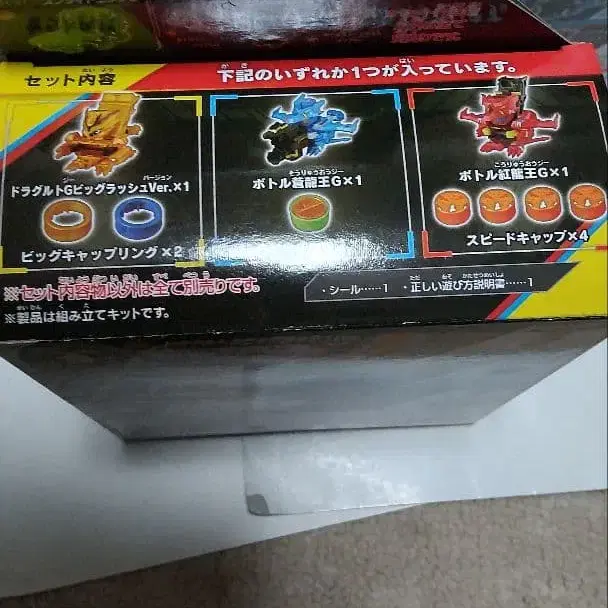 セット内容
下記のいずれか1つが入っています。
ドラグルトGビッグラッシュVer.×1
ビッグキャップリング×2
ボトル蒼龍王G×1
ボトル紅龍王G×1
スピードキャップ×4
※セット内容物以外は全て別売りです。
※製品は組み立てキットです。
・シール……1 ・正しい遊び方説明書……1